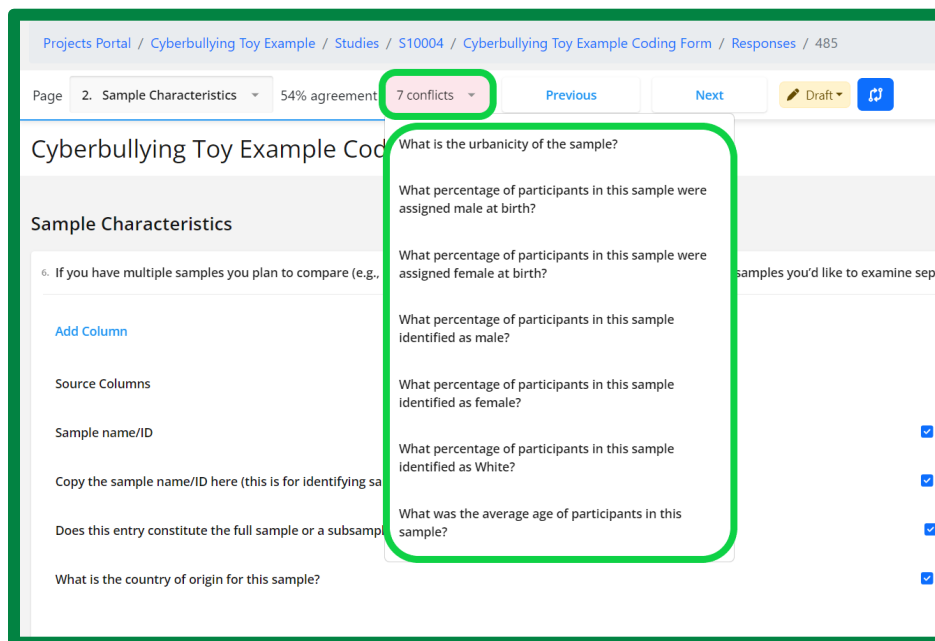 Projects Portal / Cyberbullying Toy Example / Studies / S10004 / Cyberbullying Toy Example Coding Form / Responses / 485
Page 2. Sample Characteristics 54% agreement 7 conflicts Previous Next Draft
Cyberbullying Toy Example Cod
What is the urbanicity of the sample?
What percentage of participants in this sample were
assigned male at birth?
What percentage of participants in this sample were
assigned female at birth?
What percentage of participants in this sample
identified as male?
What percentage of participants in this sample
identified as female?
What percentage of participants in this sample
identified as White?
What was the average age of participants in this
sample?
Sample Characteristics
6. If you have multiple samples you plan to compare (e.g., samples you'd like to examine sep
Add Column
Source Columns
Sample name/ID
Copy the sample name/ID here (this is for identifying sa
Does this entry constitute the full sample or a subsampl
What is the country of origin for this sample?